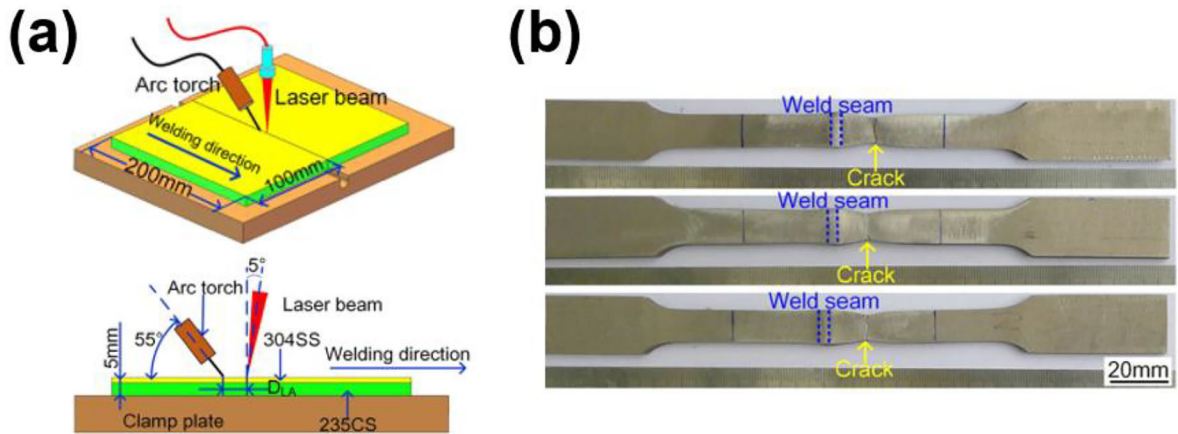 (a)
Arc torch
Laser beam
Welding direction
200mm
100mm
5°
Arc torch
Laser beam
55°
304SS
5mm
Welding direction
D_LA
Clamp plate
235CS
(b)
Weld seam
Crack
Weld seam
Crack
Weld seam
Crack
20mm